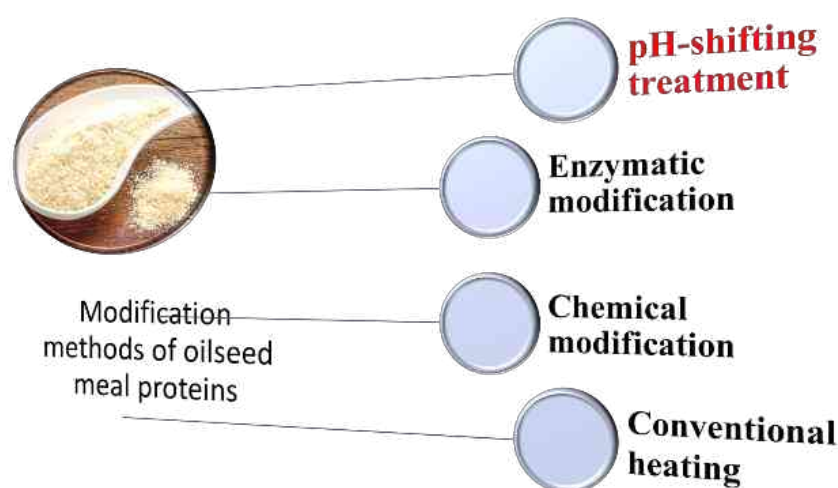 pH-shifting
treatment
Enzymatic
modification
Modification
methods of oilseed
meal proteins
Chemical
modification
Conventional
heating